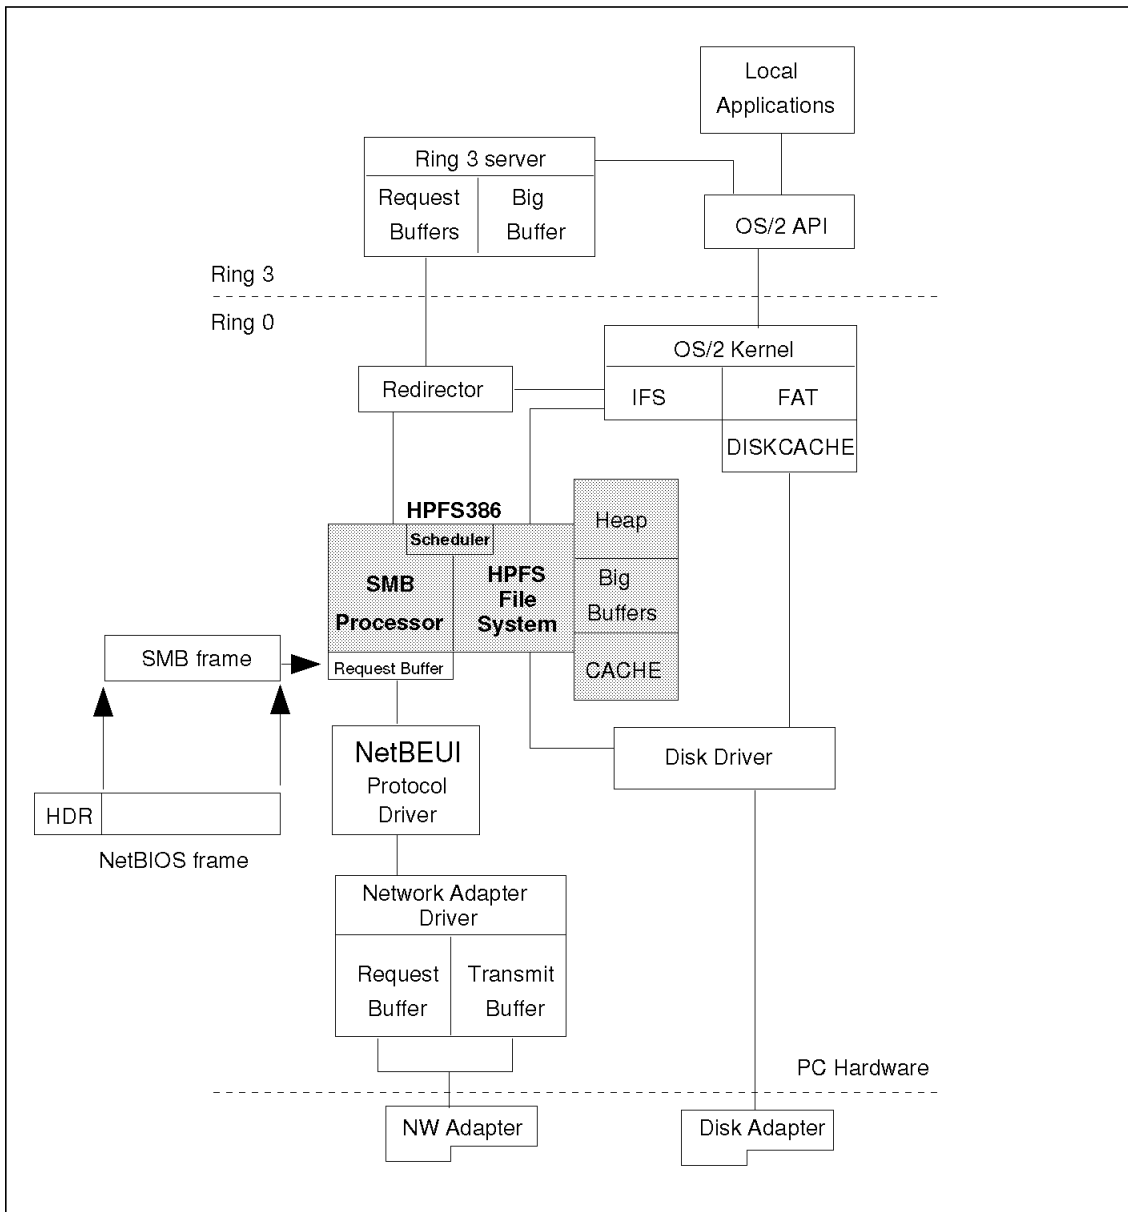 Local
Applications
Ring 3 server
Request
Buffers
Big
Buffer
OS/2 API
Ring 3
Ring 0
OS/2 Kernel
IFS
FAT
DISKCACHE
Redirector
HPFS386
Scheduler
SMB
Processor
HPFS
File
System
Heap
Big
Buffers
CACHE
Request Buffer
SMB frame
HDR
NetBIOS frame
NetBEUI
Protocol
Driver
Disk Driver
Network Adapter
Driver
Request
Buffer
Transmit
Buffer
PC Hardware
NW Adapter
Disk Adapter